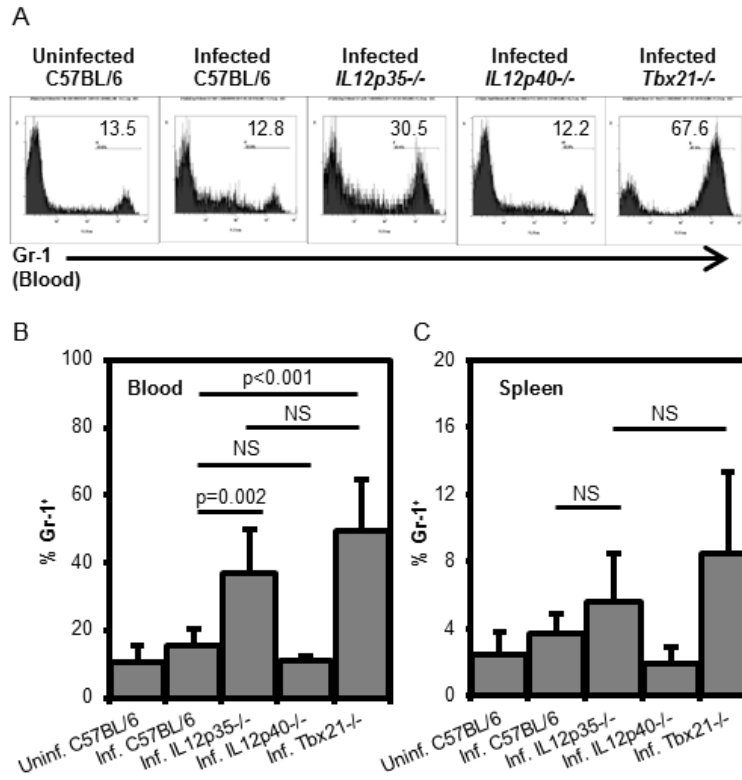 A
Uninfected C57BL/6
Infected C57BL/6
Infected IL12p35-/-
Infected IL12p40-/-
Infected Tbx21-/-
13.5
12.8
30.5
12.2
67.6
Gr-1
(Blood)
B
Blood
% Gr-1+
100
80
60
40
20
0
p<0.001
NS
NS
p=0.002
Uninf. C57BL/6
Inf. C57BL/6
Inf. IL12p35-/-
Inf. IL12p40-/-
Inf. Tbx21-/-
C
Spleen
% Gr-1+
20
16
12
8
4
0
NS
NS
Uninf. C57BL/6
Inf. C57BL/6
Inf. IL12p35-/-
Inf. IL12p40-/-
Inf. Tbx21-/-